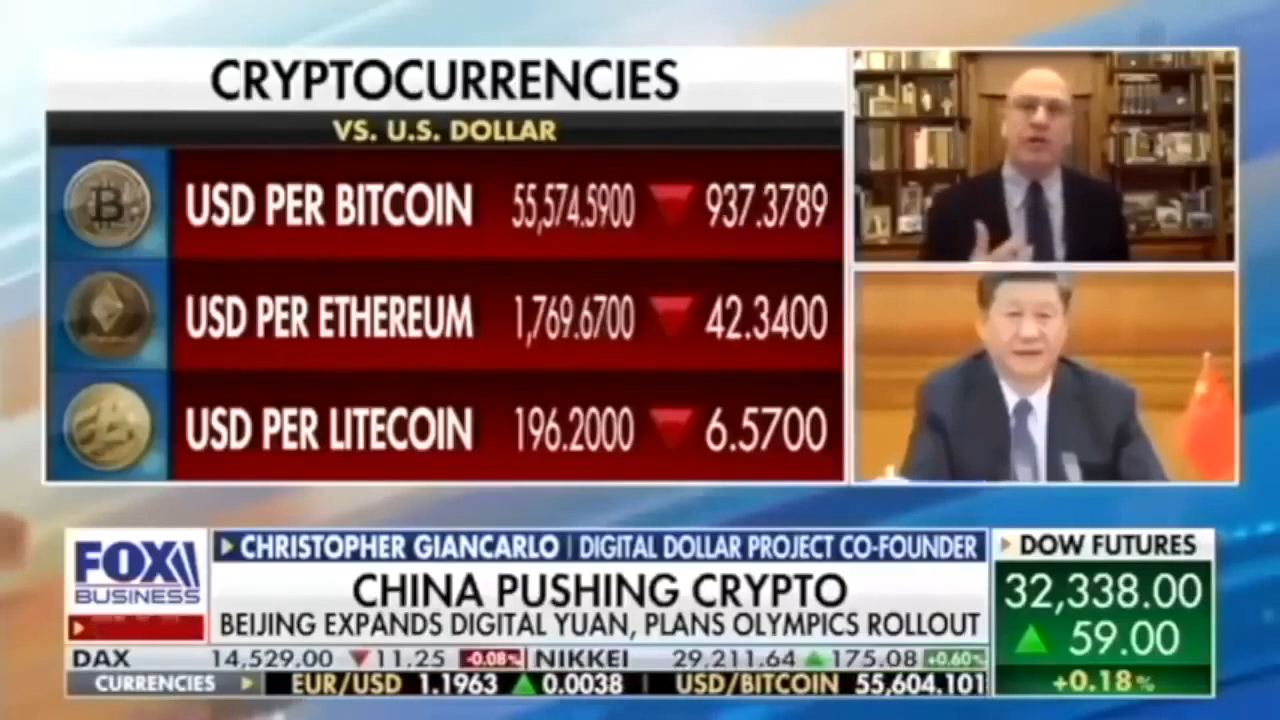 CRYPTOCURRENCIES
VS. U.S. DOLLAR
USD PER BITCOIN 55,574.5900 ▼ 937.3789
USD PER ETHEREUM 1,769.6700 ▼ 42.3400
USD PER LITECOIN 196.2000 ▼ 6.5700
CHRISTOPHER GIANCARLO | DIGITAL DOLLAR PROJECT CO-FOUNDER
FOX BUSINESS
CHINA PUSHING CRYPTO
BEIJING EXPANDS DIGITAL YUAN, PLANS OLYMPICS ROLLOUT
DOW FUTURES
32,338.00
▲ 59.00
+0.18%
DAX 14,529.00 ▼ 11.25 -0.08% NIKKEI 29,211.64 ▲ 175.08 +0.60%
CURRENCIES EUR/USD 1.1963 ▲ 0.0038 USD/BITCOIN 55,604.101